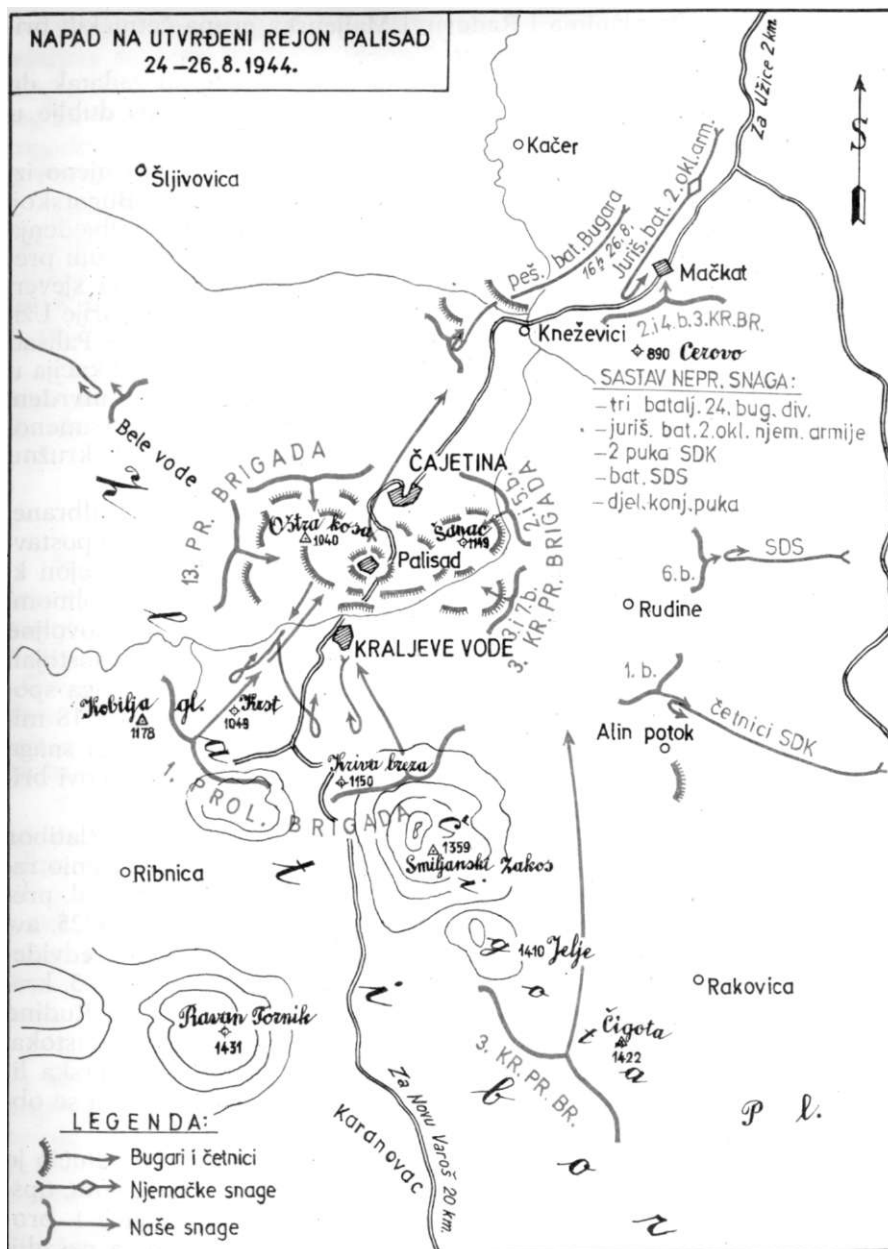 NAPAD NA UTVRĐENI REJON PALISAD
24–26.8.1944.
Za Užice 2 km
S
Kačer
Šljivovica
peš. bat. Bugara
16h 26.8.
Juriš. bat. 2. okl. arm.
Mačkat
Kneževici
2.i 4.b. 3.KR.BR.
890 Cerovo
SASTAV NEPR. SNAGA:
– tri batalj. 24. bug. div.
– juriš. bat. 2. okl. njem. armije
– 2 puka SDK
– bat. SDS
– djel. konj. puka
Bele vode
13. PR. BRIGADA
ČAJETINA
Oštra kosa
1040
Šanac
1149
Palisad
2.i 5.b.
3. KR. PR. BRIGADA
3.i 7.b.
SDS
6.b.
Rudine
KRALJEVE VODE
1. b.
četnici SDK
Alin potok
Kobilja gl.
1178
Krst
1049
Kriva breza
1150
1. PROL. BRIGADA
1359
Smiljanski Zakos
Ribnica
1410 Jelje
Rakovica
Ravan Tornik
1431
Čigota
1422
3. KR. PR. BR.
Z l a t i b o r
Č i g o t a
P l.
Za Novu Varoš 20 km.
Karanovac
LEGENDA:
Bugari i četnici
Njemačke snage
Naše snage